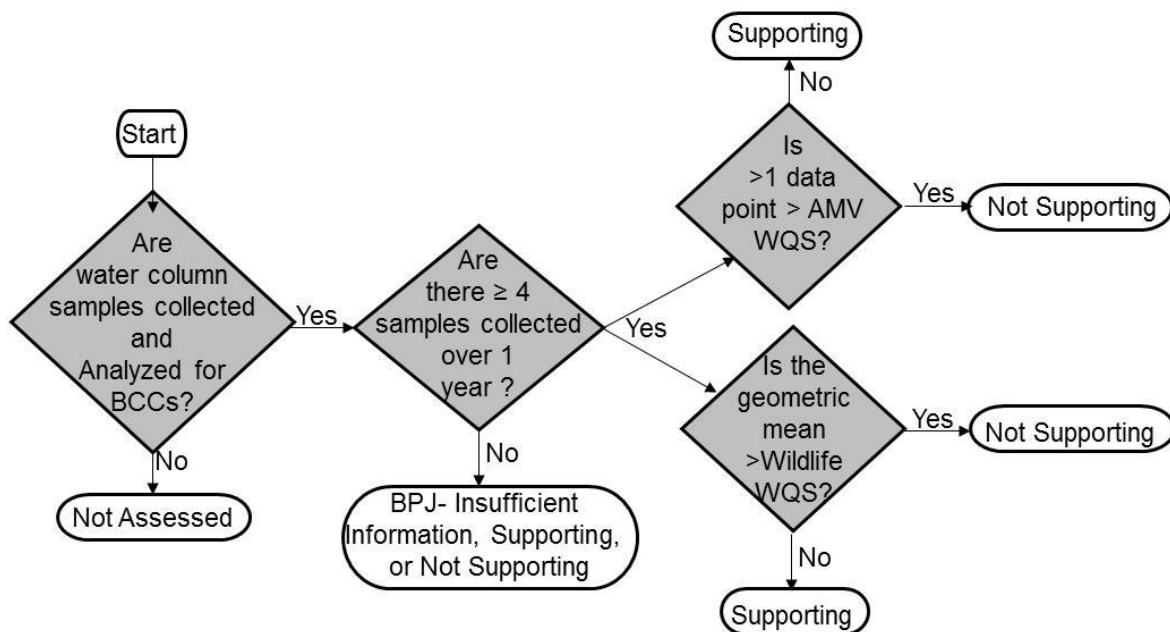 Start
Are
water column
samples collected
and
Analyzed for
BCCs?
No
Not Assessed
Yes
Are
there ≥ 4
samples collected
over 1
year ?
No
BPJ- Insufficient
Information, Supporting,
or Not Supporting
Yes
Is
>1 data
point > AMV
WQS?
No
Supporting
Yes
Not Supporting
Is the
geometric
mean
>Wildlife
WQS?
Yes
Not Supporting
No
Supporting